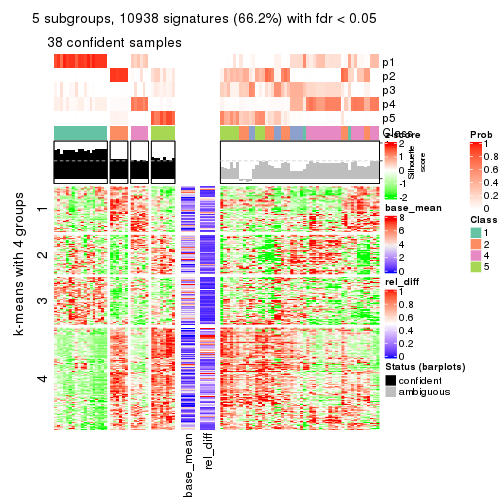 5 subgroups, 10938 signatures (66.2%) with fdr < 0.05
38 confident samples
p1
p2
p3
p4
p5
Class
k-means with 4 groups
1
2
3
4
base_mean
rel_diff
z-score
2
1
0
-1
-2
Silhouette
score
base_mean
8
6
4
2
0
rel_diff
1
0.8
0.6
0.4
0.2
0
Status (barplots)
confident
ambiguous
Prob
1
0.8
0.6
0.4
0.2
0
Class
1
2
4
5